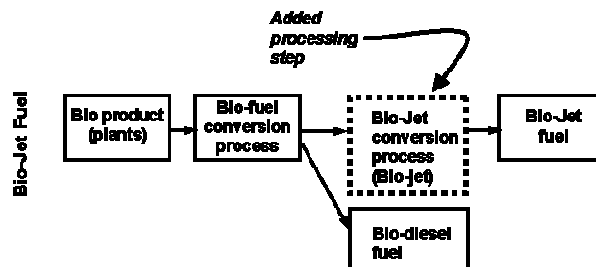 Added
processing
step
Bio-Jet Fuel
Bio product
(plants)
Bio-fuel
conversion
process
Bio-Jet
conversion
process
(Bio-jet)
Bio-Jet
fuel
Bio-diesel
fuel